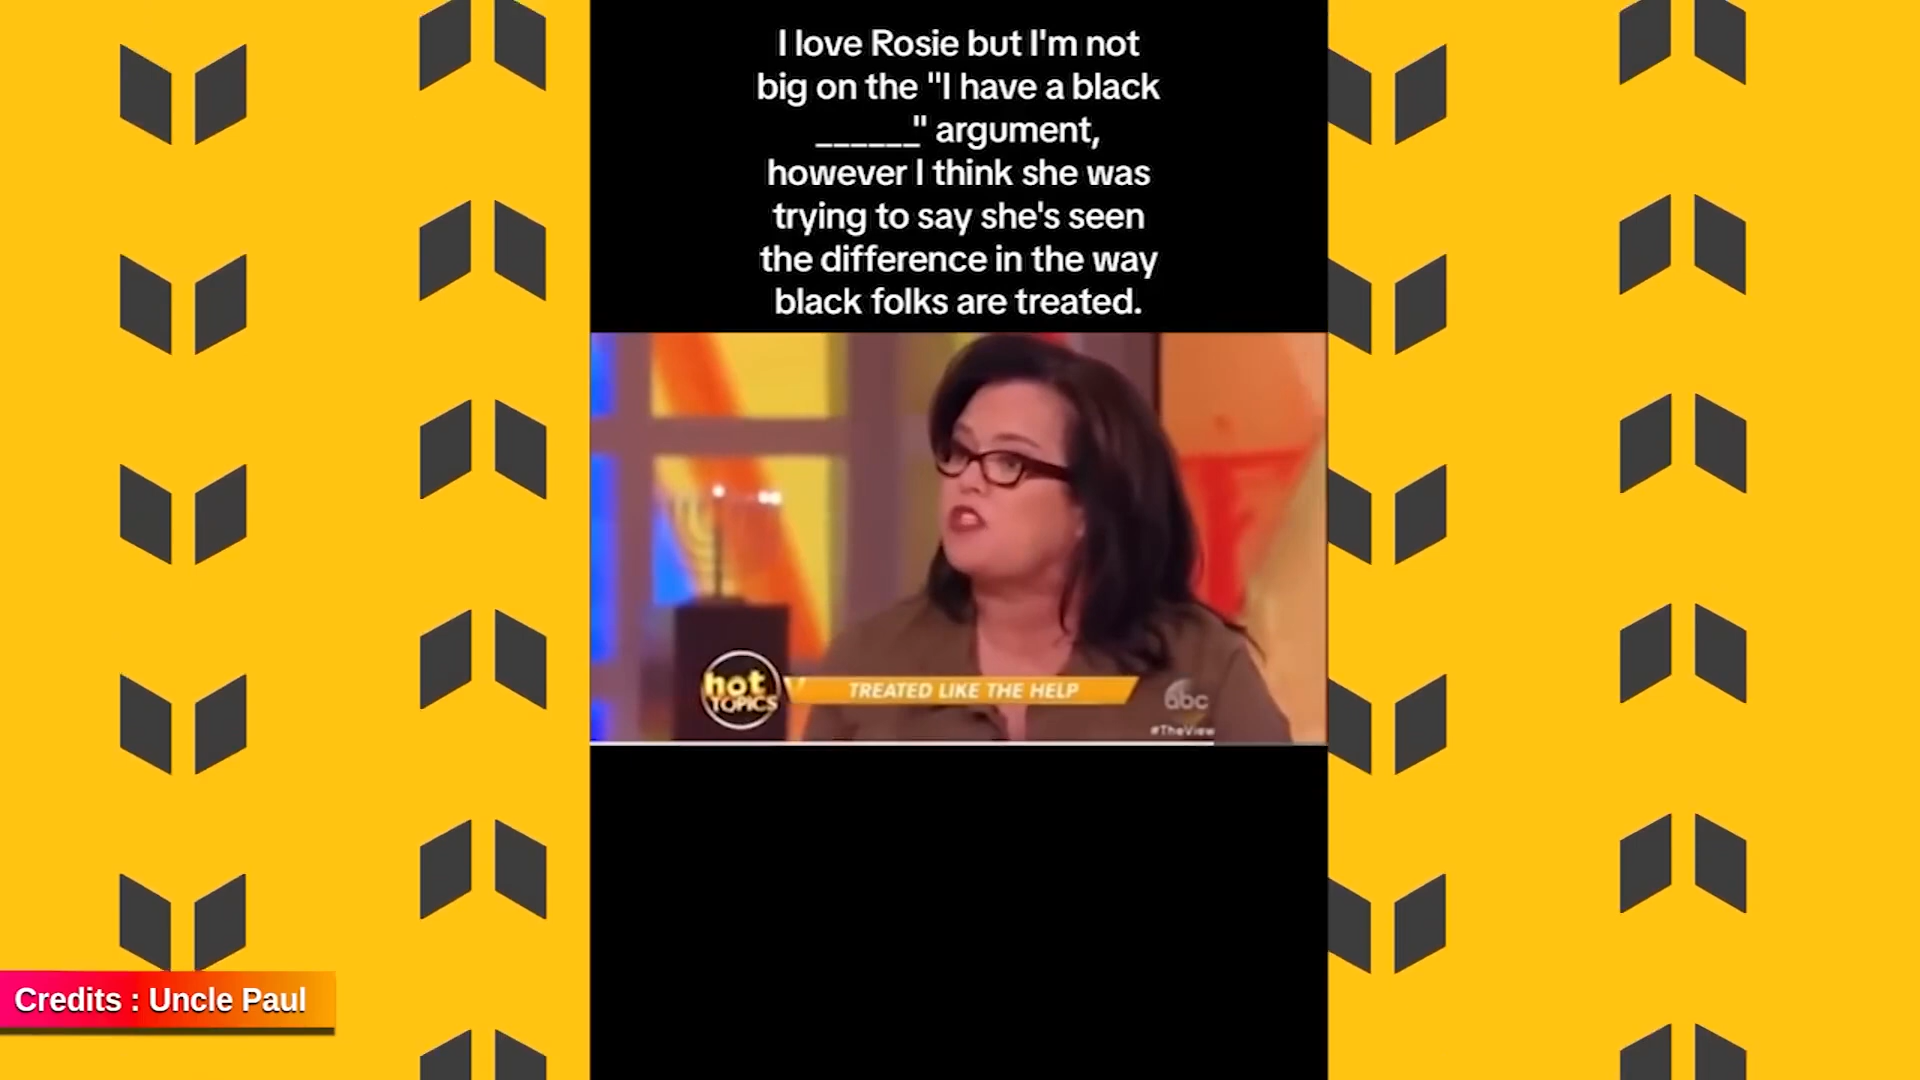 I love Rosie but I'm not
big on the "I have a black
______" argument,
however I think she was
trying to say she's seen
the difference in the way
black folks are treated.
hot
TOPICS
TREATED LIKE THE HELP
abc
#TheView
Credits : Uncle Paul